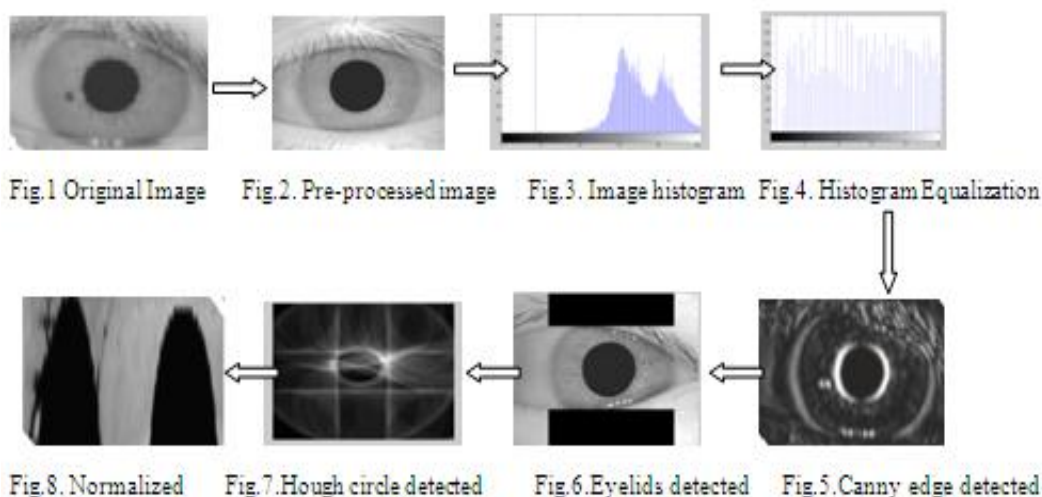 Fig.1 Original Image
Fig.2. Pre-processed image
Fig.3. Image histogram
Fig.4. Histogram Equalization
Fig.8. Normalized
Fig.7.Hough circle detected
Fig.6.Eyelids detected
Fig.5.Canny edge detected